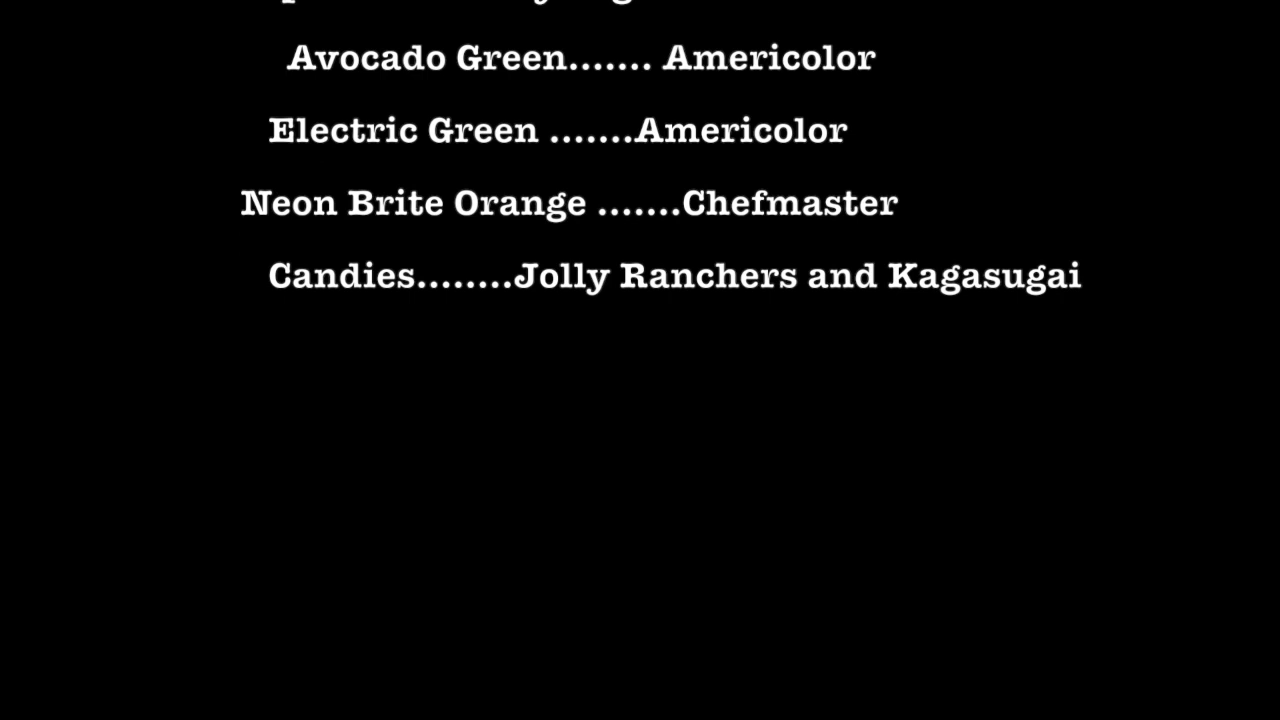 Avocado Green....... Americolor
Electric Green .......Americolor
Neon Brite Orange .......Chefmaster
Candies........Jolly Ranchers and Kagasugai